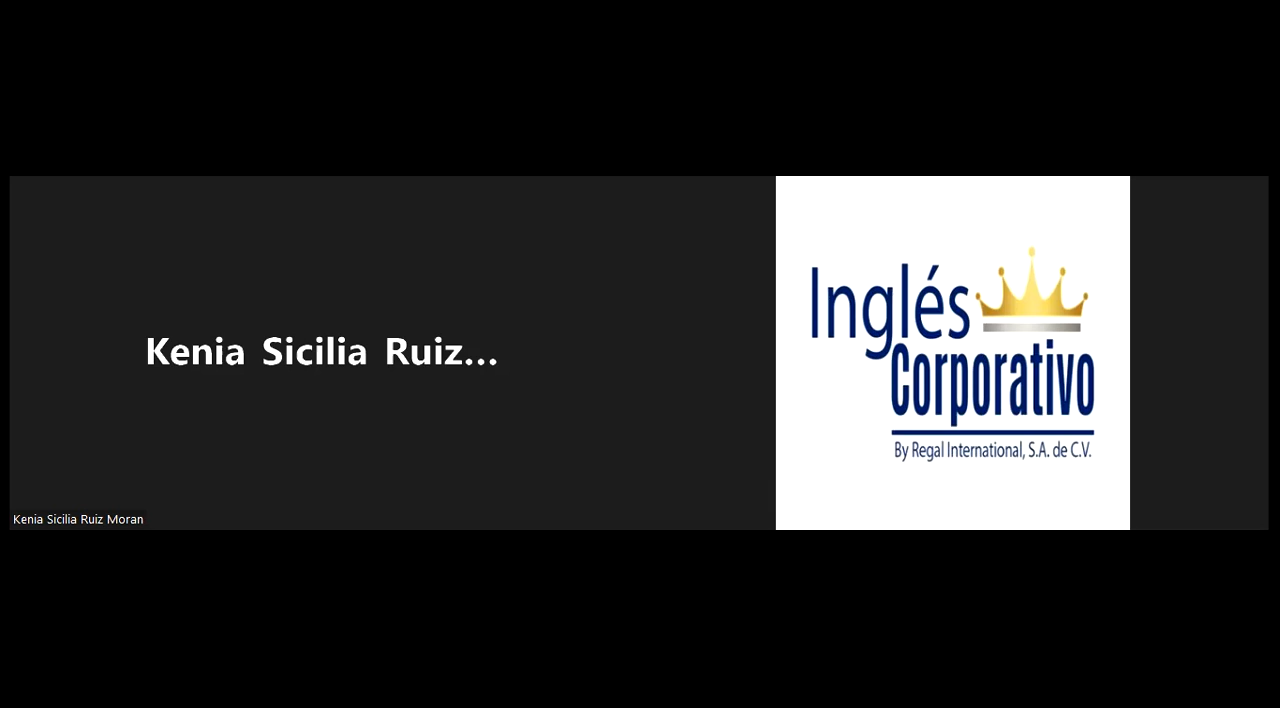 Kenia Sicilia Ruiz...
Kenia Sicilia Ruiz Moran
Inglés
Corporativo
By Regal International, S.A. de C.V.